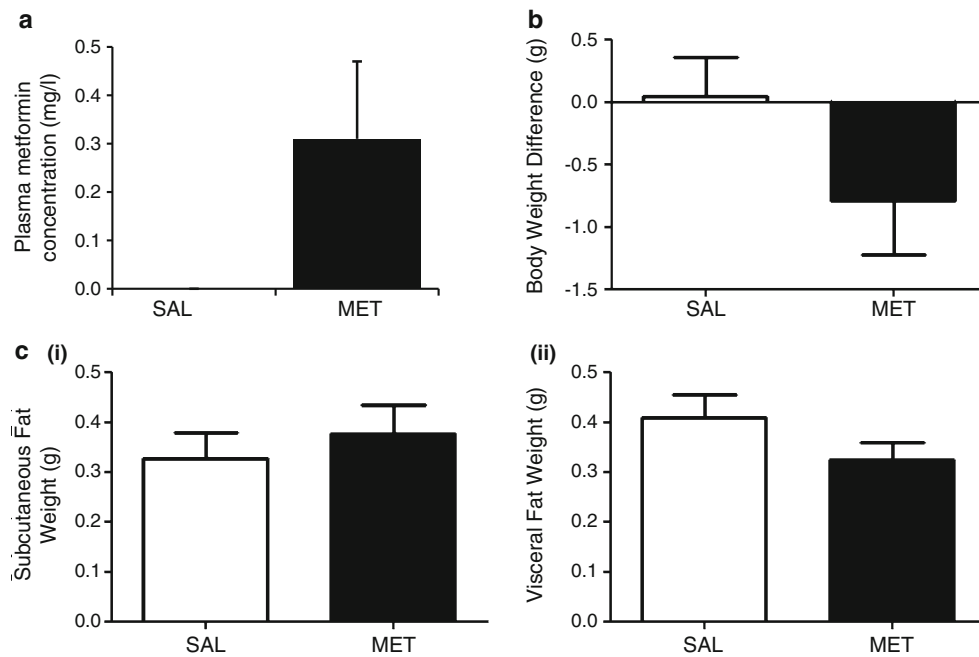 a
Plasma metformin
concentration (mg/l)
0.5
0.4
0.3
0.2
0.1
0.0
SAL MET
b
Body Weight Difference (g)
0.5
0.0
-0.5
-1.0
-1.5
SAL MET
c (i)
Subcutaneous Fat
Weight (g)
0.5
0.4
0.3
0.2
0.1
0.0
SAL MET
(ii)
Visceral Fat Weight (g)
0.5
0.4
0.3
0.2
0.1
0.0
SAL MET